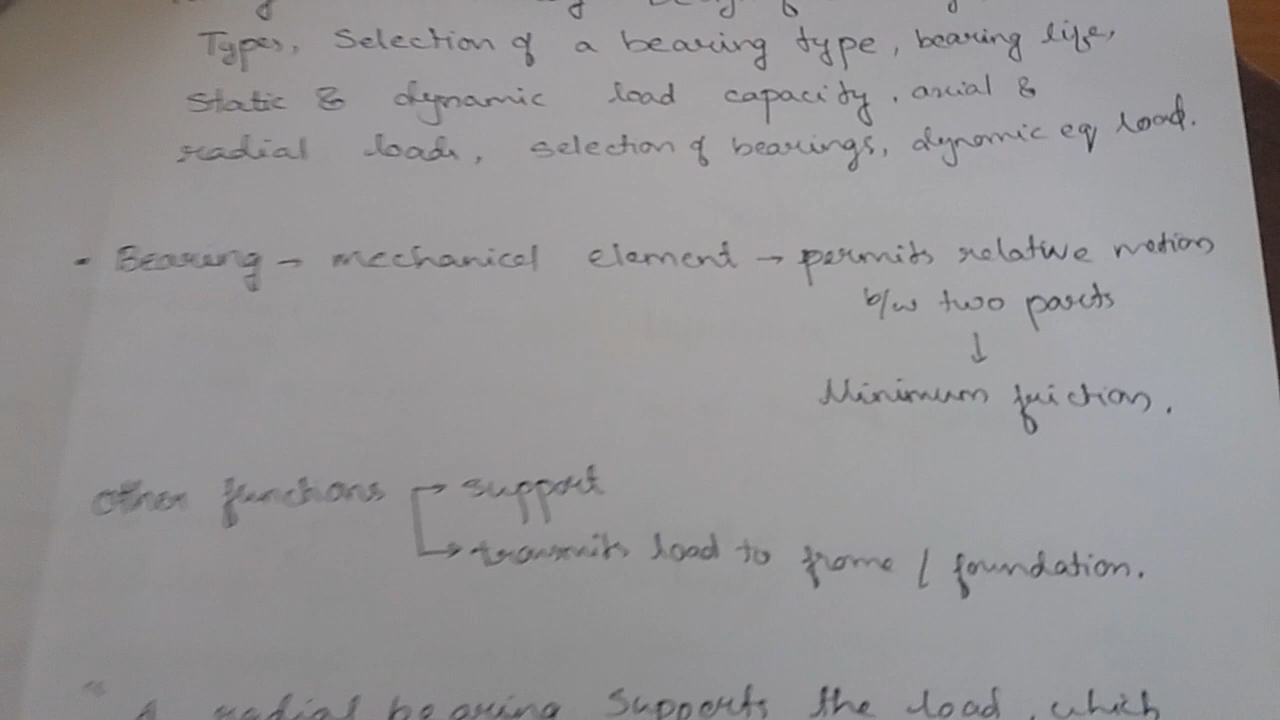 Types, Selection of a bearing type, bearing life,
static & dynamic load capacity, axial &
radial loads, selection of bearings, dynamic eq load.
- Bearing - mechanical element → permits relative motion
b/w two parts
↓
Minimum friction.
Other functions → support
→ transmits load to frame / foundation.
A radial bearing supports the load, which